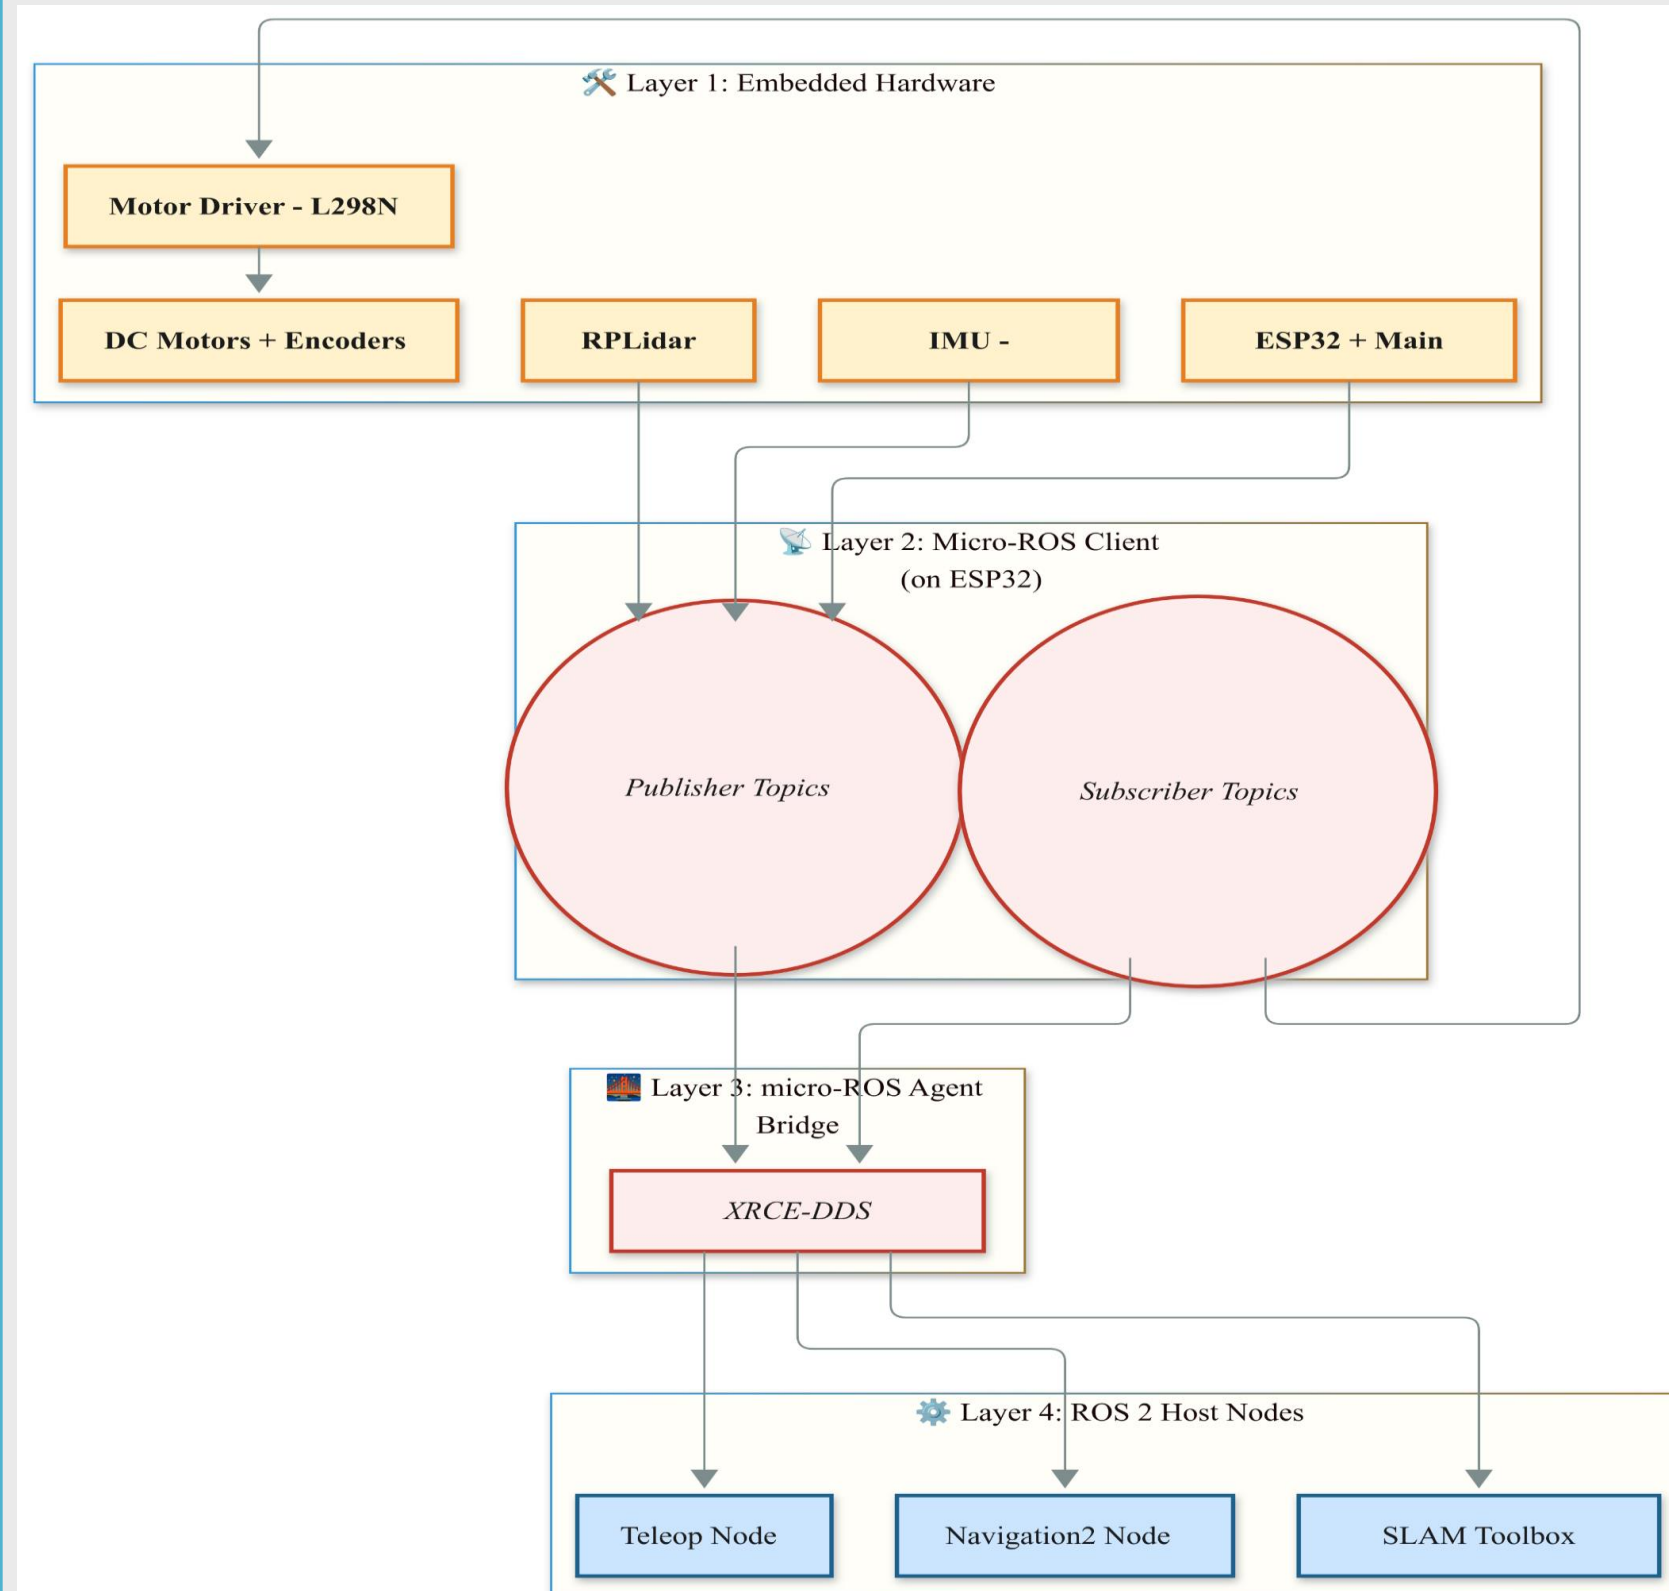 Layer 1: Embedded Hardware
Motor Driver - L298N
DC Motors + Encoders
RPLidar
IMU -
ESP32 + Main
Layer 2: Micro-ROS Client
(on ESP32)
Publisher Topics
Subscriber Topics
Layer 3: micro-ROS Agent
Bridge
XRCE-DDS
Layer 4: ROS 2 Host Nodes
Teleop Node
Navigation2 Node
SLAM Toolbox